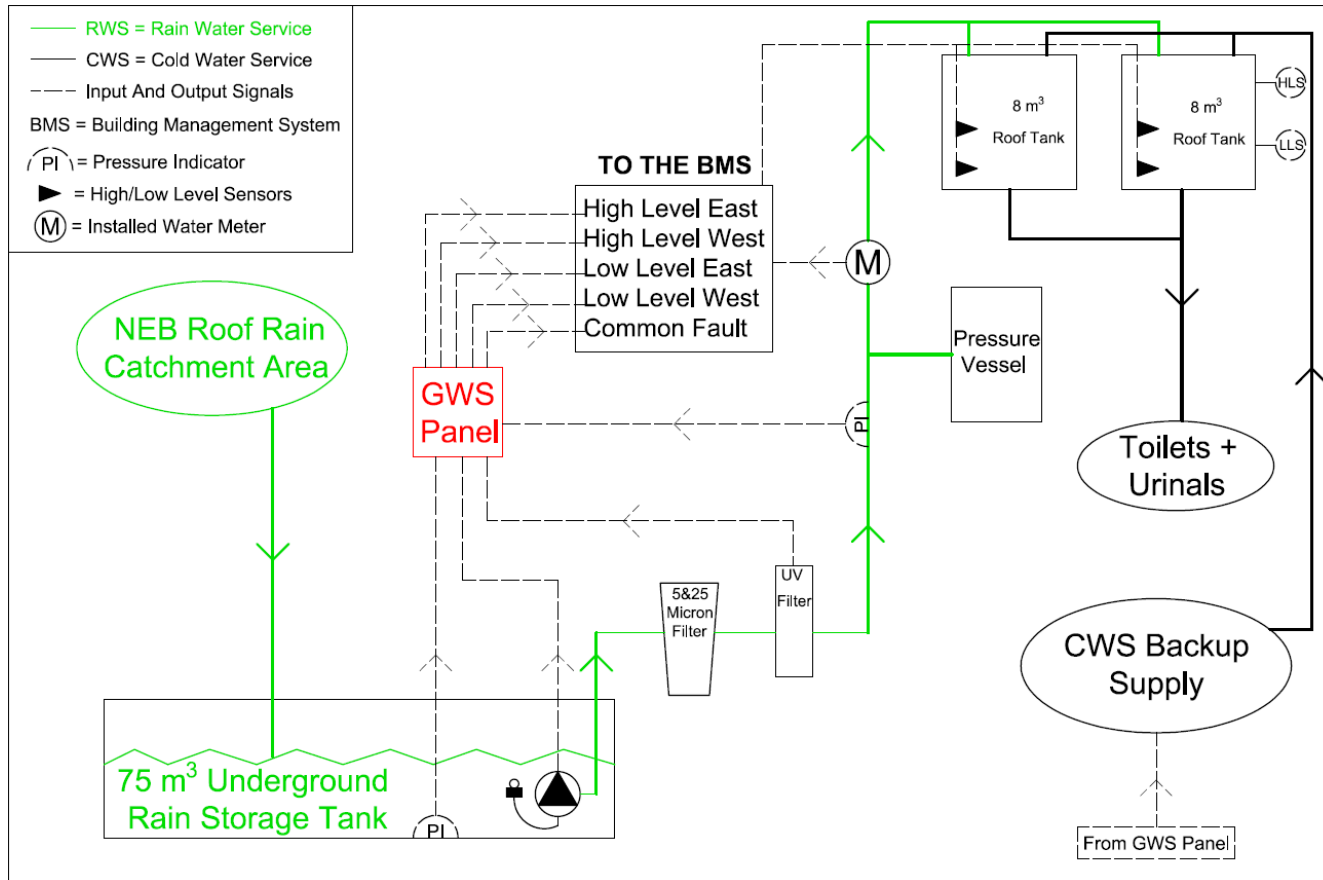 RWS = Rain Water Service
CWS = Cold Water Service
Input And Output Signals
BMS = Building Management System
PI = Pressure Indicator
= High/Low Level Sensors
M = Installed Water Meter
TO THE BMS
High Level East
High Level West
Low Level East
Low Level West
Common Fault
8 m³
Roof Tank
8 m³
Roof Tank
HLS
LLS
M
NEB Roof Rain
Catchment Area
GWS
Panel
PI
Pressure
Vessel
Toilets +
Urinals
5&25
Micron
Filter
UV
Filter
CWS Backup
Supply
75 m³ Underground
Rain Storage Tank
PI
From GWS Panel